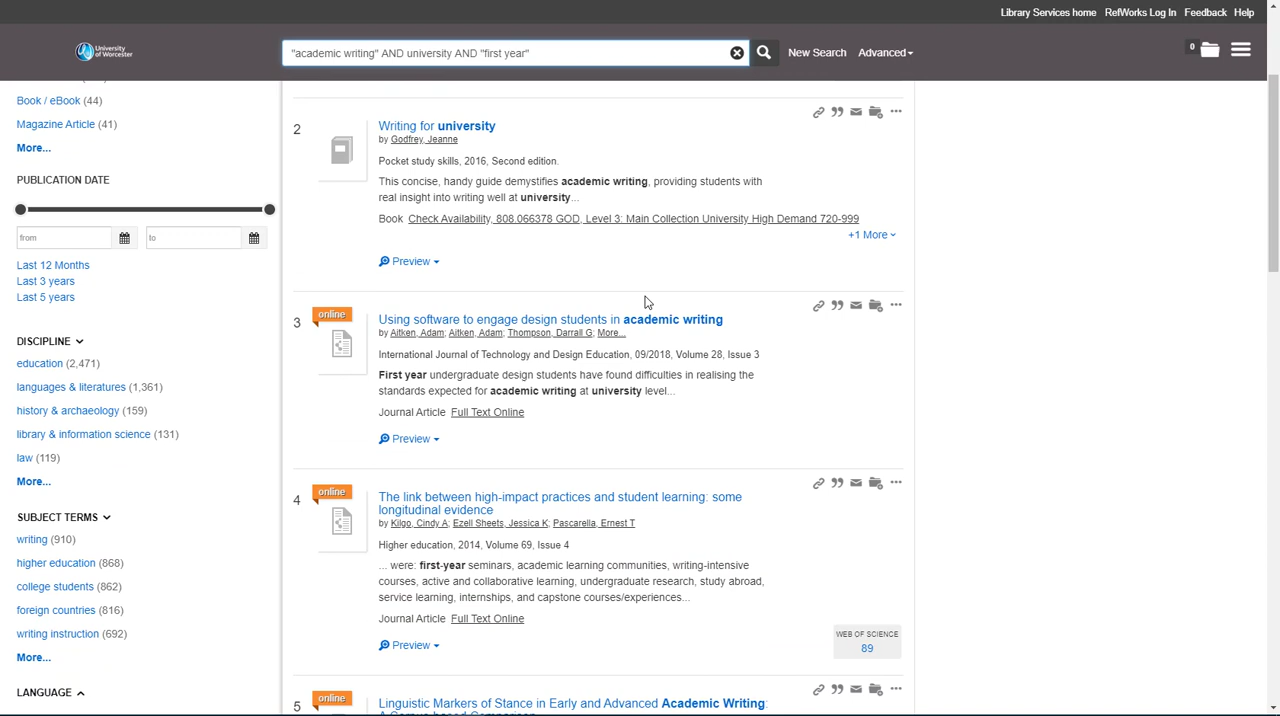 Library Services home RefWorks Log In Feedback Help
University of Worcester
"academic writing" AND university AND "first year"
New Search Advanced
0
Book / eBook (44)
Magazine Article (41)
More...
PUBLICATION DATE
from to
Last 12 Months
Last 3 years
Last 5 years
DISCIPLINE
education (2,471)
languages & literatures (1,361)
history & archaeology (159)
library & information science (131)
law (119)
More...
SUBJECT TERMS
writing (910)
higher education (868)
college students (862)
foreign countries (816)
writing instruction (692)
More...
LANGUAGE
2
Writing for university
by Godfrey, Jeanne
Pocket study skills, 2016, Second edition.
This concise, handy guide demystifies academic writing, providing students with
real insight into writing well at university...
Book Check Availability, 808.066378 GOD, Level 3: Main Collection University High Demand 720-999
+1 More
Preview
3
online
Using software to engage design students in academic writing
by Aitken, Adam; Aitken, Adam; Thompson, Darrall G; More...
International Journal of Technology and Design Education, 09/2018, Volume 28, Issue 3
First year undergraduate design students have found difficulties in realising the
standards expected for academic writing at university level...
Journal Article Full Text Online
Preview
4
online
The link between high-impact practices and student learning: some
longitudinal evidence
by Kilgo, Cindy A; Ezell Sheets, Jessica K; Pascarella, Ernest T
Higher education, 2014, Volume 69, Issue 4
... were: first-year seminars, academic learning communities, writing-intensive
courses, active and collaborative learning, undergraduate research, study abroad,
service learning, internships, and capstone courses/experiences...
Journal Article Full Text Online
Preview
WEB OF SCIENCE
89
5
online
Linguistic Markers of Stance in Early and Advanced Academic Writing: